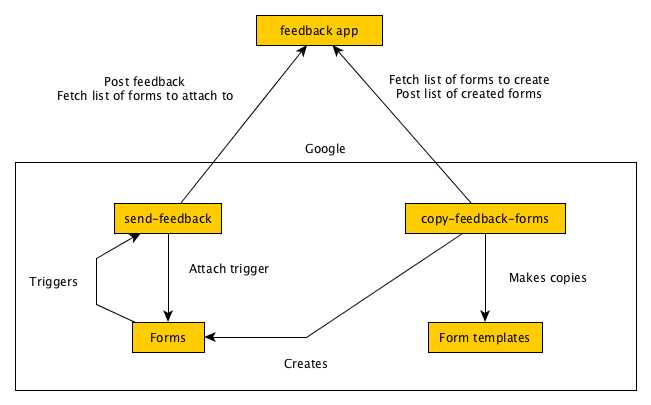 feedback app
Post feedback
Fetch list of forms to attach to
Fetch list of forms to create
Post list of created forms
Google
send-feedback
copy-feedback-forms
Triggers
Attach trigger
Makes copies
Forms
Form templates
Creates